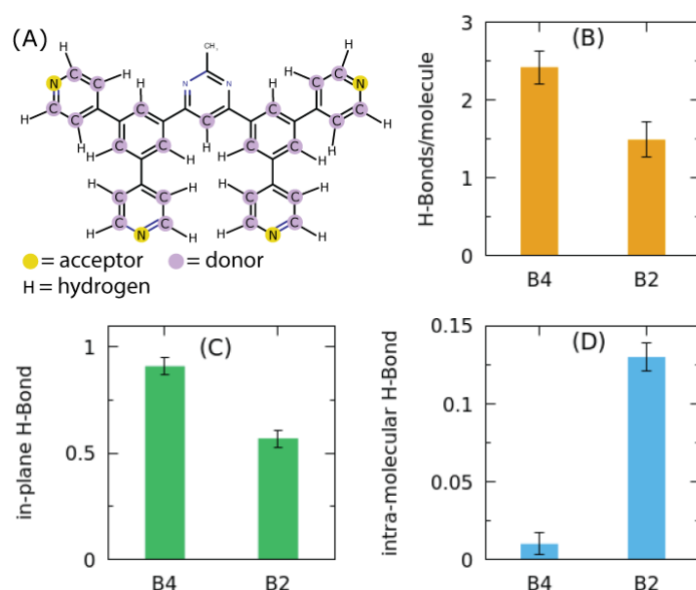 (A)
H H CH₃ H H
N C C H H N N H H C C N
C C C C C C C C
H C C C C C C C C C C H
H H C C C C C C H H
H C C H H C C H
H C C H H C C H
C C C C
H N H H N H
= acceptor = donor
H = hydrogen
(B)
H-Bonds/molecule
3
2
1
0
B4 B2
(C)
in-plane H-Bond
1
0.5
0
B4 B2
(D)
intra-molecular H-Bond
0.15
0.1
0.05
0
B4 B2